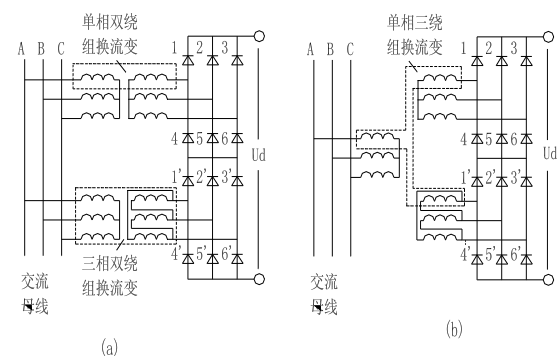 单相双绕
组换流变
A B C
1 2 3
4 5 6
Ud
1' 2' 3'
4' 5' 6'
三相双绕
组换流变
交流
母线
(a)
单相三绕
组换流变
A B C
1 2 3
4 5 6
Ud
1' 2' 3'
4' 5' 6'
交流
母线
(b)